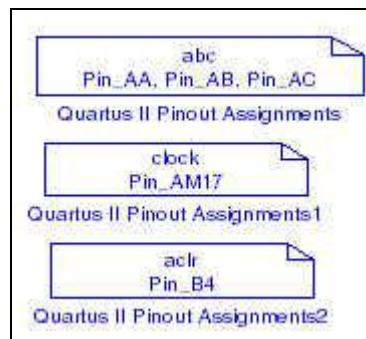 abc
Pin_AA, Pin_AB, Pin_AC
Quartus II Pinout Assignments
clock
Pin_AM17
Quartus II Pinout Assignments1
aclr
Pin_B4
Quartus II Pinout Assignments2